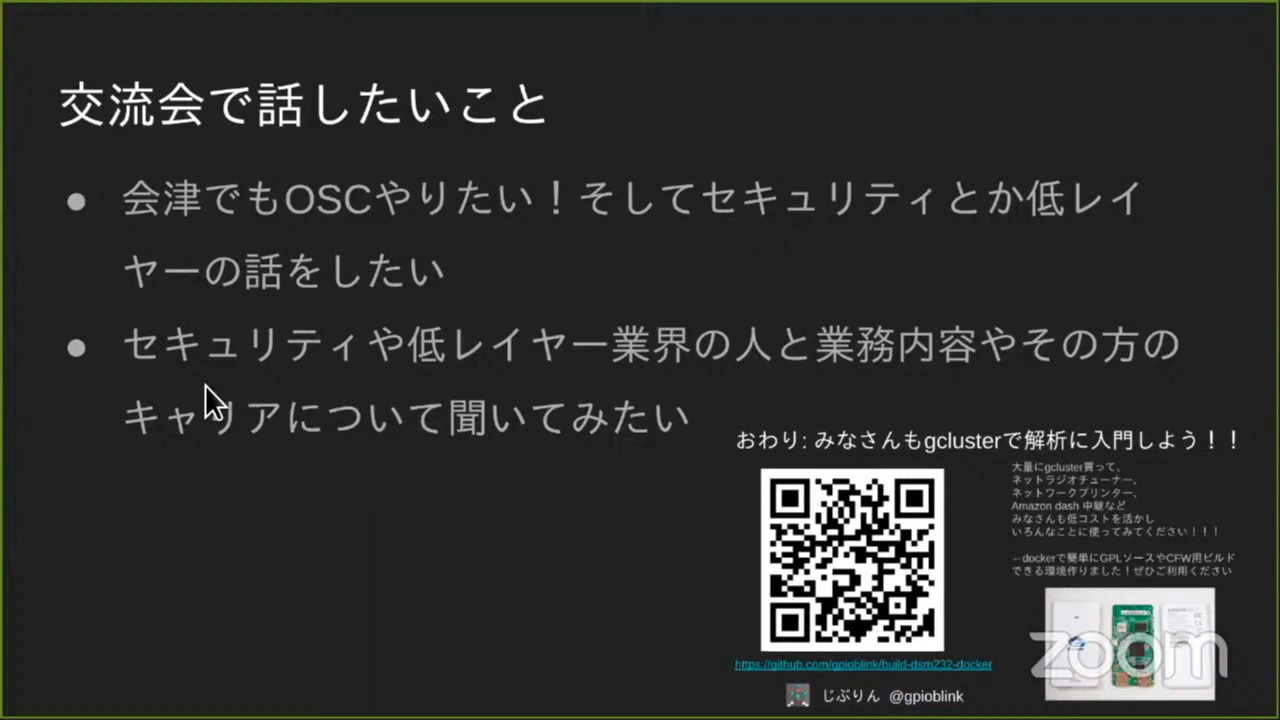 交流会で話したいこと
● 会津でもOSCやりたい！そしてセキュリティとか低レイ
ヤーの話をしたい
● セキュリティや低レイヤー業界の人と業務内容やその方の
キャリアについて聞いてみたい
おわり: みなさんもgclusterで解析に入門しよう！！
大量にgcluster買って、
ネットラジオチューナー、
ネットワークプリンター、
Amazon dash 中継など
みなさんも低コストを活かし
いろんなことに使ってみてください！！！
←dockerで簡単にGPLソースやCFW用ビルド
できる環境作りました！ぜひご利用ください
https://github.com/gpioblink/build-dsm232-docker
じぶりん @gpioblink
zoom